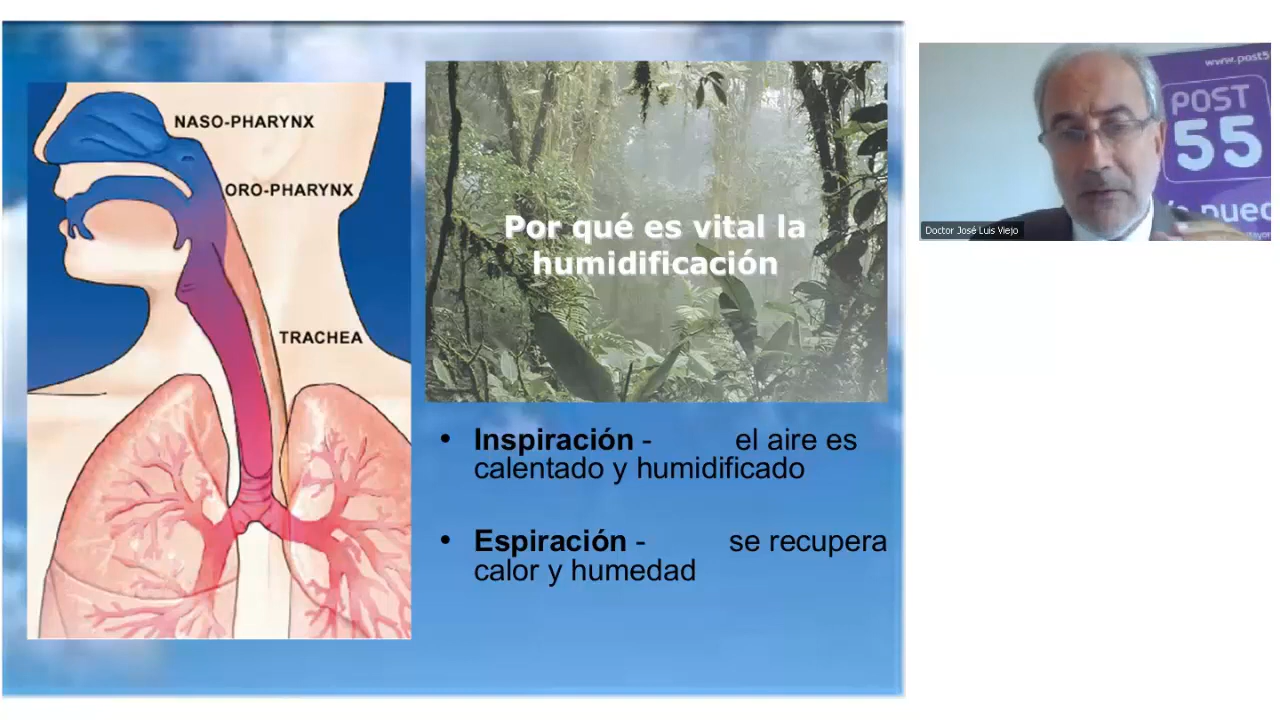 NASO-PHARYNX
ORO-PHARYNX
TRACHEA
Por qué es vital la
humidificación
• Inspiración - el aire es
calentado y humidificado
• Espiración - se recupera
calor y humedad
www.post5
POST
55
pued
Doctor José Luis Viejo